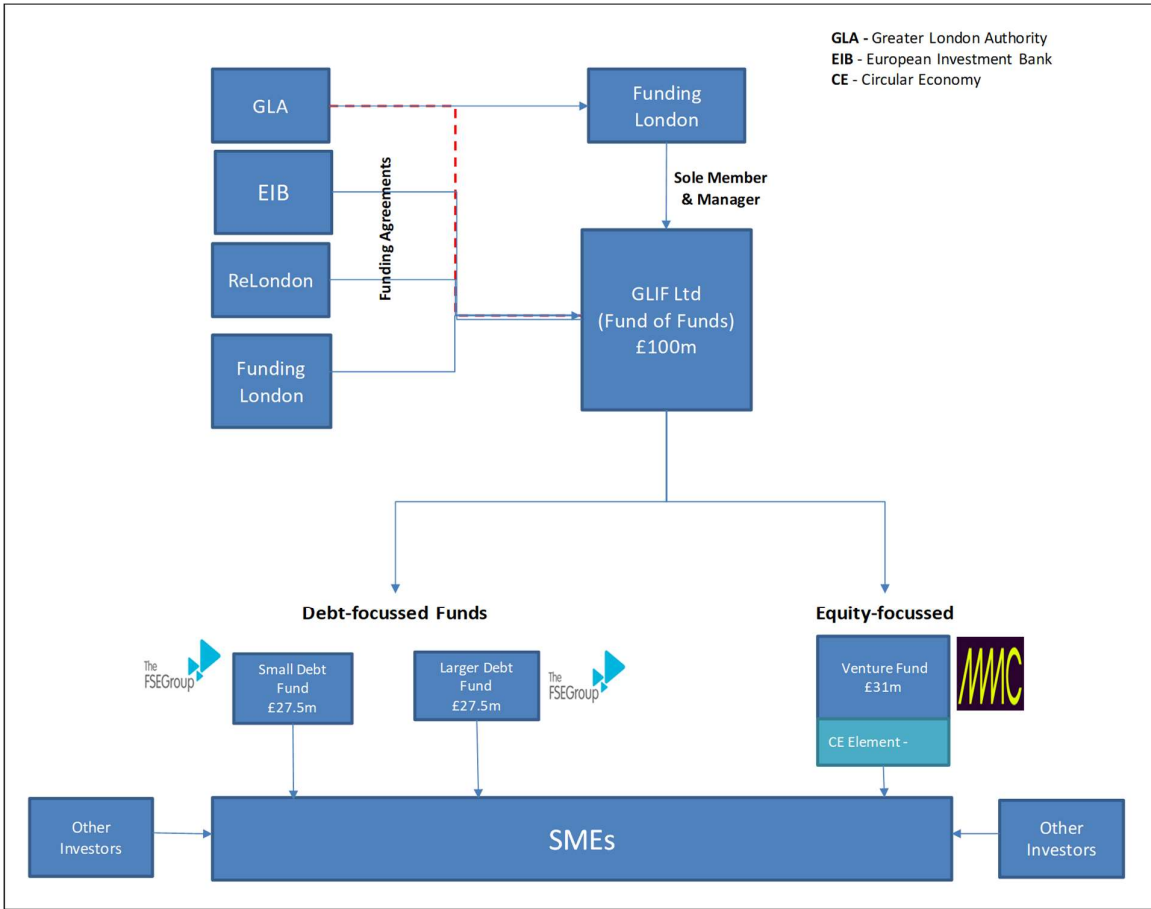 GLA - Greater London Authority
EIB - European Investment Bank
CE - Circular Economy
GLA
Funding
London
EIB
Funding Agreements
Sole Member
& Manager
ReLondon
GLIF Ltd
(Fund of Funds)
£100m
Funding
London
Debt-focussed Funds
Equity-focussed
The
FSEGroup
Small Debt
Fund
£27.5m
Larger Debt
Fund
£27.5m
The
FSEGroup
Venture Fund
£31m
MMC
CE Element -
Other
Investors
SMEs
Other
Investors